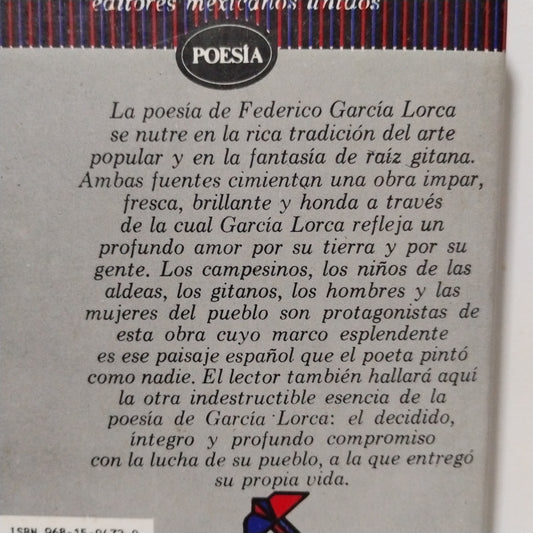 editores mexicanos unidos
POESÍA
La poesía de Federico García Lorca
se nutre en la rica tradición del arte
popular y en la fantasía de raíz gitana.
Ambas fuentes cimientan una obra impar,
fresca, brillante y honda a través
de la cual García Lorca refleja un
profundo amor por su tierra y por su
gente. Los campesinos, los niños de las
aldeas, los gitanos, los hombres y las
mujeres del pueblo son protagonistas de
esta obra cuyo marco esplendente
es ese paisaje español que el poeta pintó
como nadie. El lector también hallará aquí
la otra indestructible esencia de la
poesía de García Lorca: el decidido,
íntegro y profundo compromiso
con la lucha de su pueblo, a la que entregó
su propia vida.
ISBN 968-15-